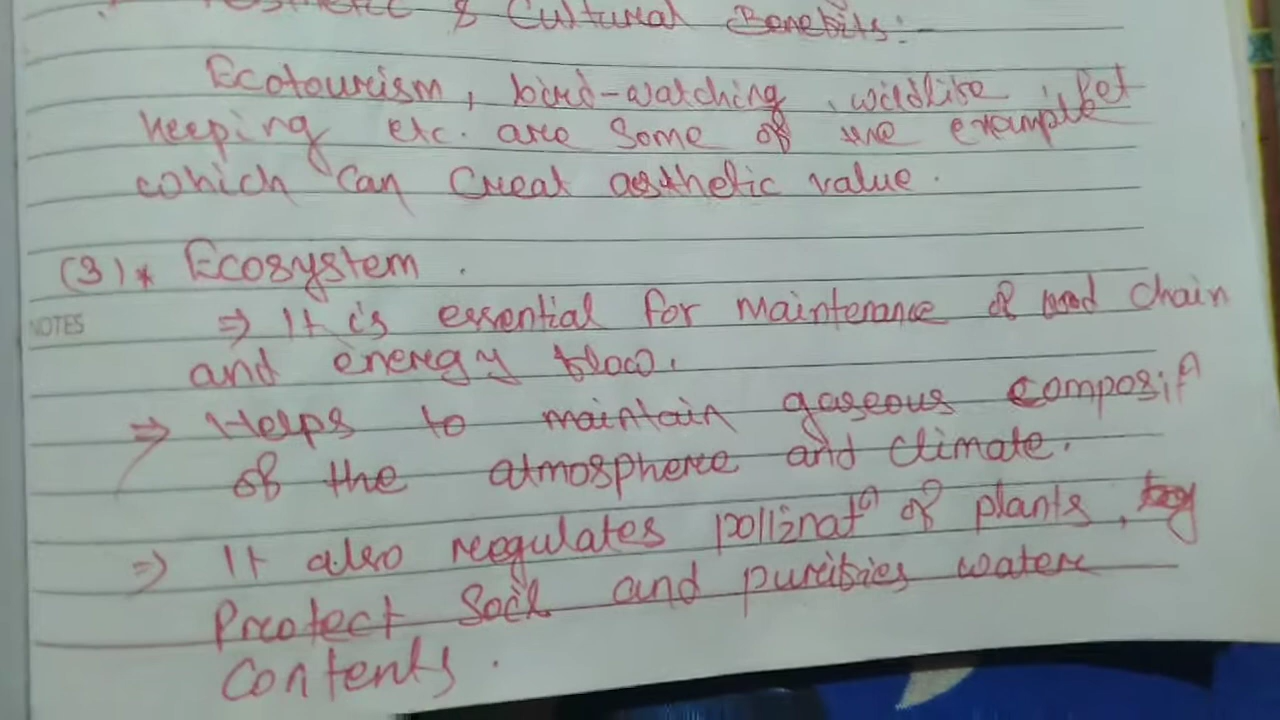 Aesthetic & Cultural Benefits:-
Ecotourism, bird-watching, wildlife, Pet
keeping etc. are some of the example
which can creat aesthetic value.
(3)* Ecosystem.
NOTES
⇒ It is essential for maintenance of food chain
and energy flow.
⇒ Helps to maintain gaseous composiⁿ
of the atmosphere and climate.
⇒ It also regulates pollinatⁿ of plants,
Protect Soil and purifies water
contents.